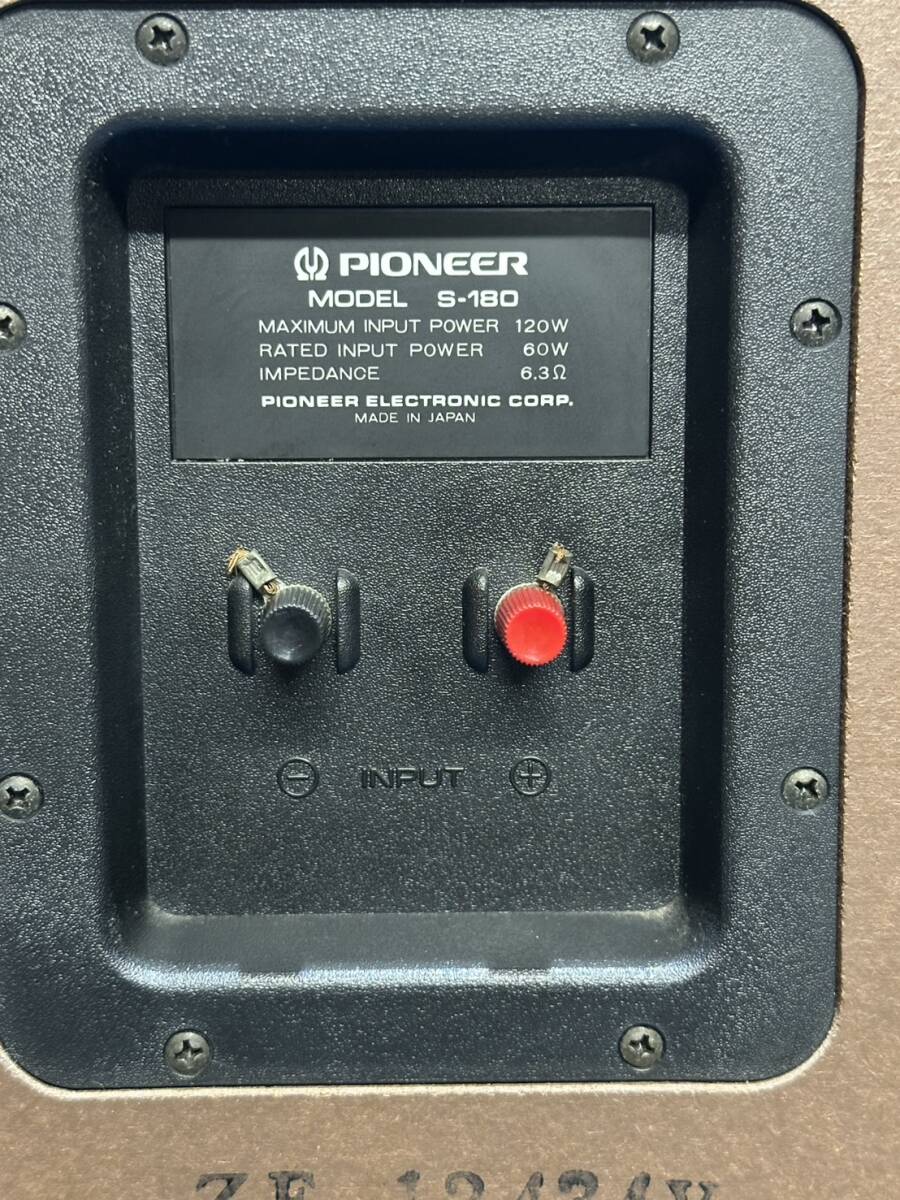 PIONEER
MODEL S-180
MAXIMUM INPUT POWER 120W
RATED INPUT POWER 60W
IMPEDANCE 6.3Ω
PIONEER ELECTRONIC CORP.
MADE IN JAPAN
⊖ INPUT ⊕